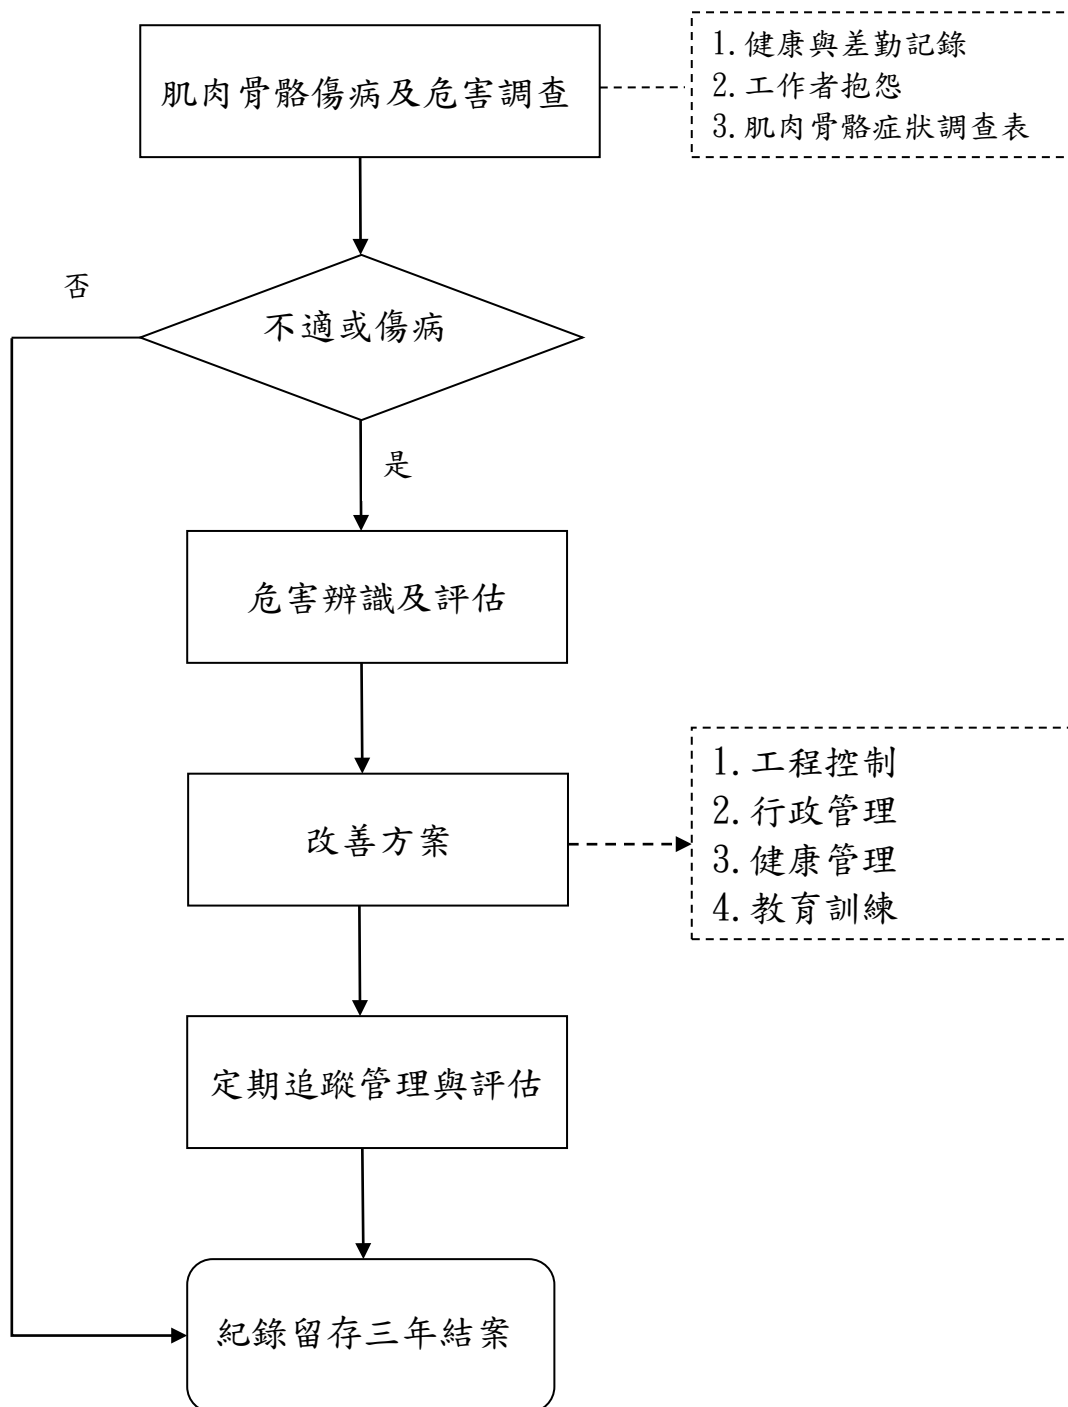 肌肉骨骼傷病及危害調查
1.健康與差勤記錄
2.工作者抱怨
3.肌肉骨骼症狀調查表
否
不適或傷病
是
危害辨識及評估
改善方案
1.工程控制
2.行政管理
3.健康管理
4.教育訓練
定期追蹤管理與評估
紀錄留存三年結案